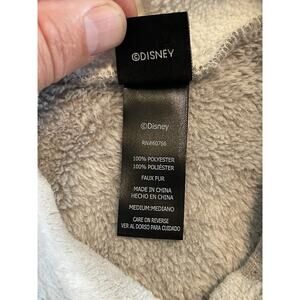 ©DISNEY
©Disney
RN#60756
100% POLYESTER
100% POLIÉSTER
FAUX FUR
MADE IN CHINA
HECHO EN CHINA
MEDIUM/MEDIANO
CARE ON REVERSE
VER AL DORSO PARA CUIDADO